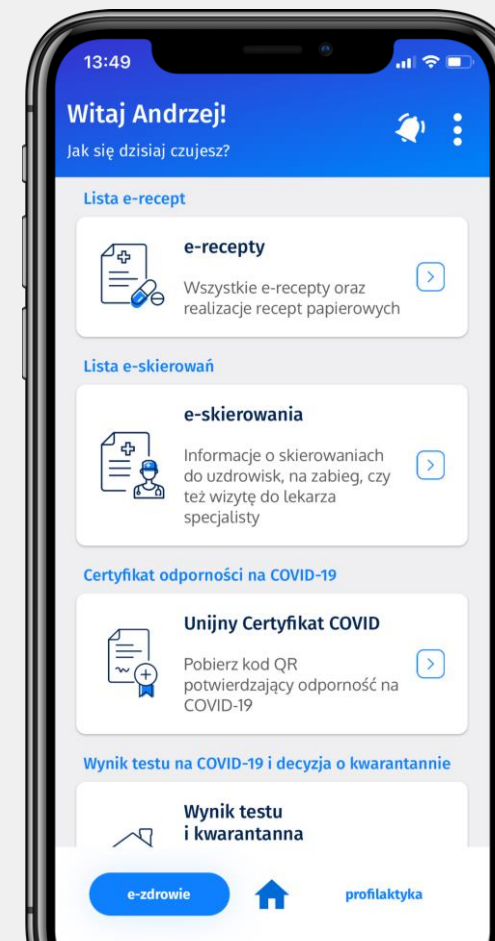 13:49
Witaj Andrzej!
Jak się dzisiaj czujesz?
Lista e-recept
e-recepty
Wszystkie e-recepty oraz
realizacje recept papierowych
Lista e-skierowań
e-skierowania
Informacje o skierowaniach
do uzdrowisk, na zabieg, czy
też wizytę do lekarza
specjalisty
Certyfikat odporności na COVID-19
Unijny Certyfikat COVID
Pobierz kod QR
potwierdzający odporność na
COVID-19
Wynik testu na COVID-19 i decyzja o kwarantannie
Wynik testu
i kwarantanna
e-zdrowie
profilaktyka